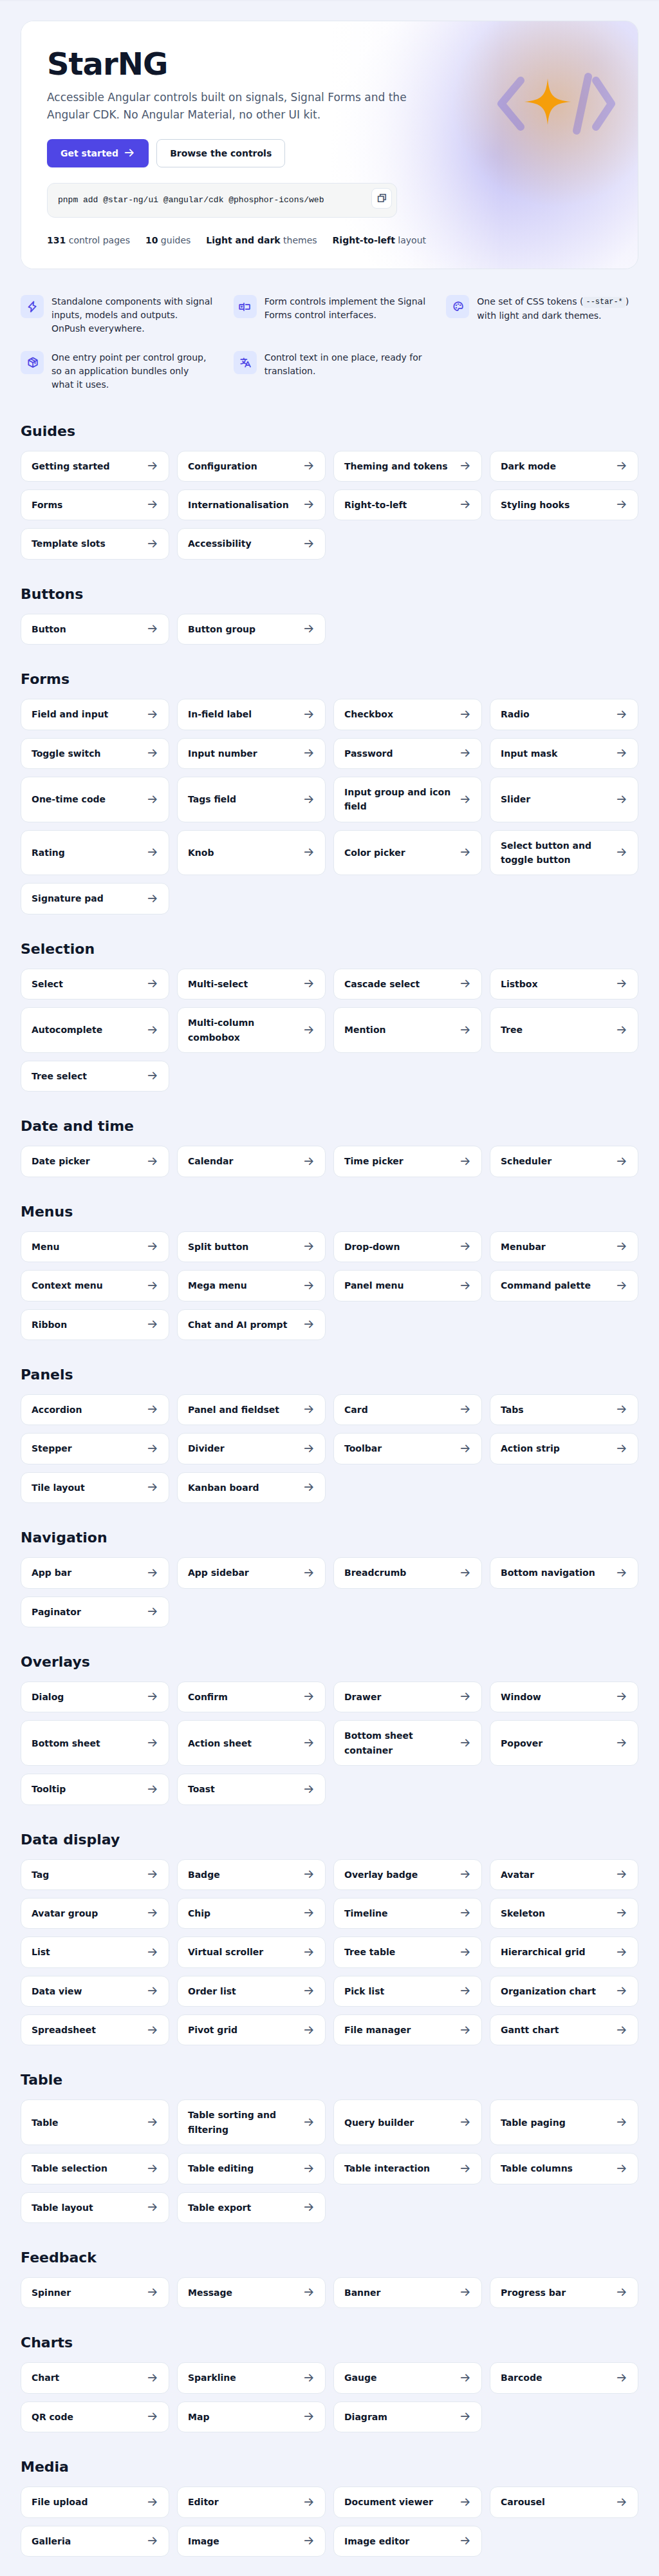 StarNG
Accessible Angular controls built on signals, Signal Forms and the
Angular CDK. No Angular Material, no other UI kit.
Get started
Browse the controls
pnpm add @star-ng/ui @angular/cdk @phosphor-icons/web
131 control pages 10 guides Light and dark themes Right-to-left layout
Standalone components with signal
inputs, models and outputs.
OnPush everywhere.
Form controls implement the Signal
Forms control interfaces.
One set of CSS tokens ( --star-* )
with light and dark themes.
One entry point per control group,
so an application bundles only
what it uses.
Control text in one place, ready for
translation.
Guides
Getting started
Configuration
Theming and tokens
Dark mode
Forms
Internationalisation
Right-to-left
Styling hooks
Template slots
Accessibility
Buttons
Button
Button group
Forms
Field and input
In-field label
Checkbox
Radio
Toggle switch
Input number
Password
Input mask
One-time code
Tags field
Input group and icon
field
Slider
Rating
Knob
Color picker
Select button and
toggle button
Signature pad
Selection
Select
Multi-select
Cascade select
Listbox
Autocomplete
Multi-column
combobox
Mention
Tree
Tree select
Date and time
Date picker
Calendar
Time picker
Scheduler
Menus
Menu
Split button
Drop-down
Menubar
Context menu
Mega menu
Panel menu
Command palette
Ribbon
Chat and AI prompt
Panels
Accordion
Panel and fieldset
Card
Tabs
Stepper
Divider
Toolbar
Action strip
Tile layout
Kanban board
Navigation
App bar
App sidebar
Breadcrumb
Bottom navigation
Paginator
Overlays
Dialog
Confirm
Drawer
Window
Bottom sheet
Action sheet
Bottom sheet
container
Popover
Tooltip
Toast
Data display
Tag
Badge
Overlay badge
Avatar
Avatar group
Chip
Timeline
Skeleton
List
Virtual scroller
Tree table
Hierarchical grid
Data view
Order list
Pick list
Organization chart
Spreadsheet
Pivot grid
File manager
Gantt chart
Table
Table
Table sorting and
filtering
Query builder
Table paging
Table selection
Table editing
Table interaction
Table columns
Table layout
Table export
Feedback
Spinner
Message
Banner
Progress bar
Charts
Chart
Sparkline
Gauge
Barcode
QR code
Map
Diagram
Media
File upload
Editor
Document viewer
Carousel
Galleria
Image
Image editor